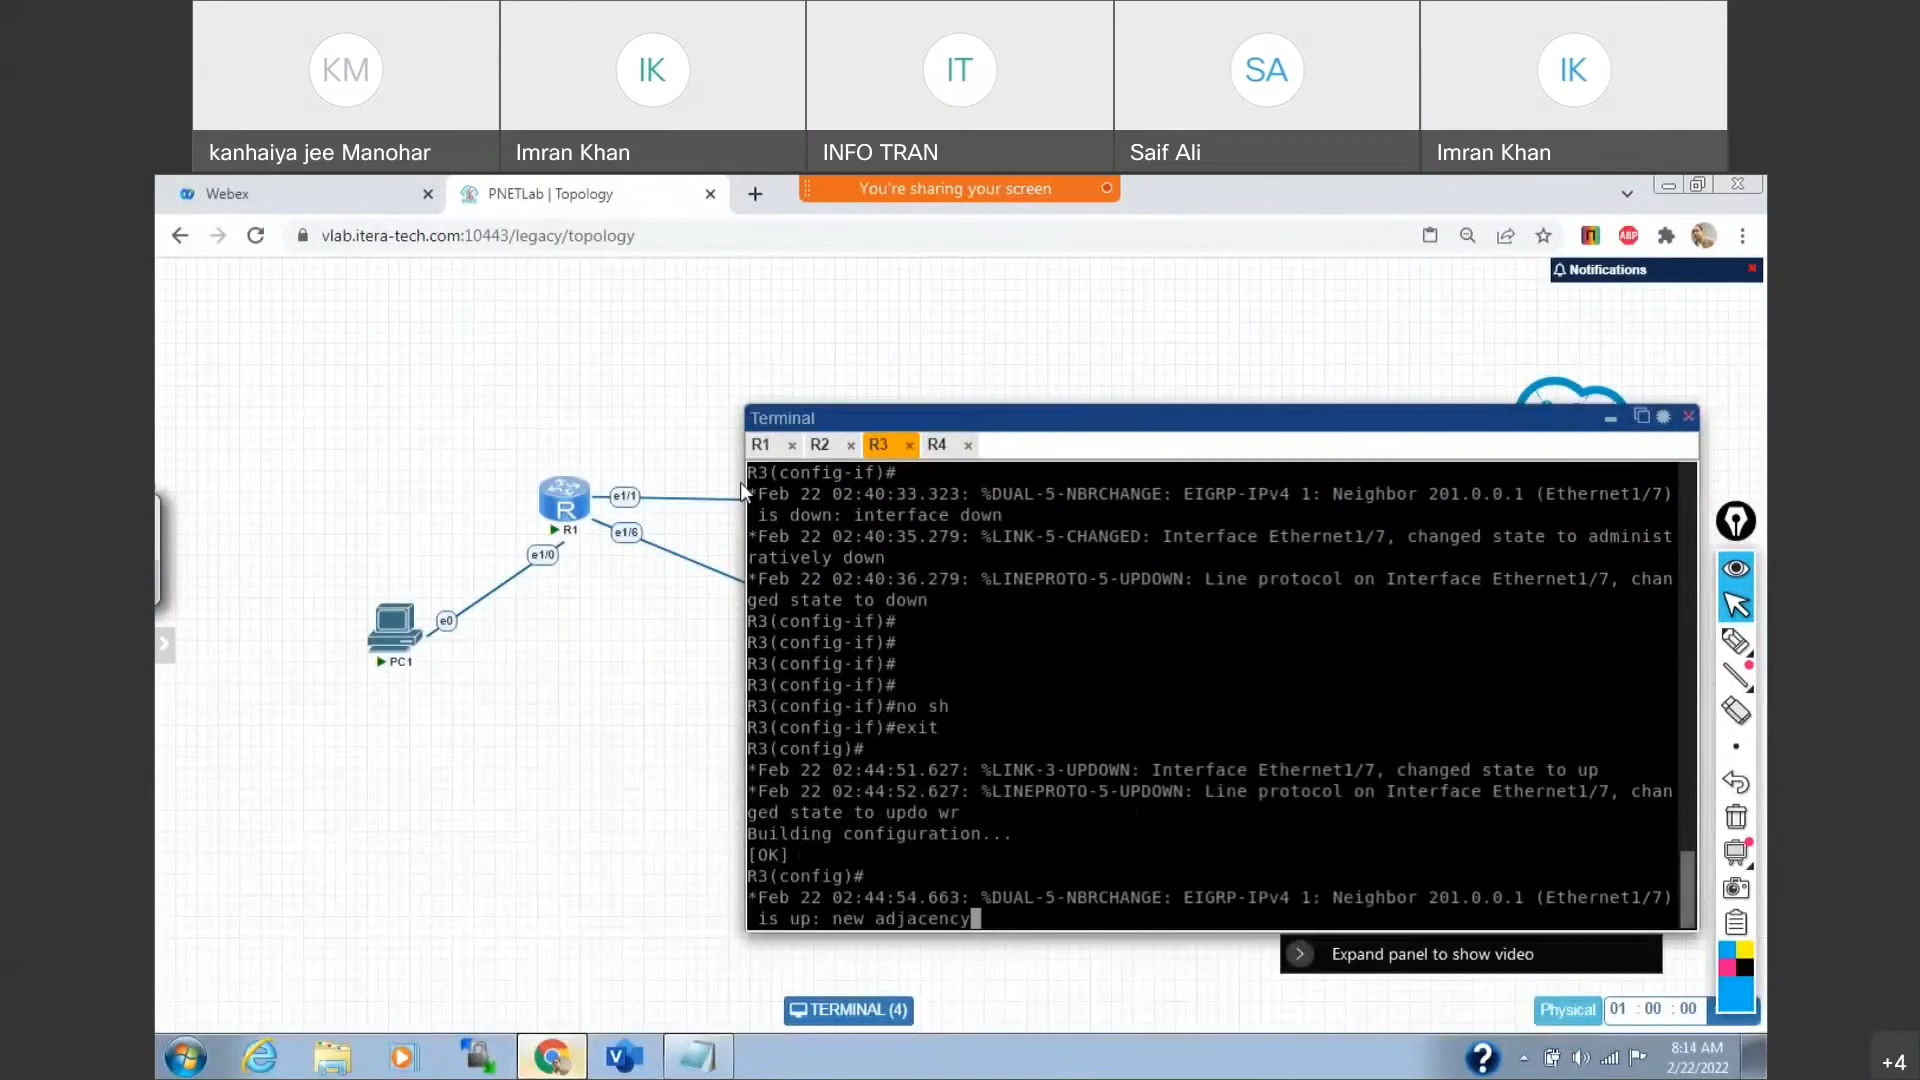 KM
IK
IT
SA
IK
kanhaiya jee Manohar
Imran Khan
INFO TRAN
Saif Ali
Imran Khan
Webex
PNETLab | Topology
You're sharing your screen
vlab.itera-tech.com:10443/legacy/topology
ABP
Notifications
Terminal
R1
R2
R3
R4
R3(config-if)#
*Feb 22 02:40:33.323: %DUAL-5-NBRCHANGE: EIGRP-IPv4 1: Neighbor 201.0.0.1 (Ethernet1/7)
is down: interface down
*Feb 22 02:40:35.279: %LINK-5-CHANGED: Interface Ethernet1/7, changed state to administ
ratively down
*Feb 22 02:40:36.279: %LINEPROTO-5-UPDOWN: Line protocol on Interface Ethernet1/7, chan
ged state to down
R3(config-if)#
R3(config-if)#
R3(config-if)#
R3(config-if)#
R3(config-if)#no sh
R3(config-if)#exit
R3(config)#
*Feb 22 02:44:51.627: %LINK-3-UPDOWN: Interface Ethernet1/7, changed state to up
*Feb 22 02:44:52.627: %LINEPROTO-5-UPDOWN: Line protocol on Interface Ethernet1/7, chan
ged state to updo wr
Building configuration...
[OK]
R3(config)#
*Feb 22 02:44:54.663: %DUAL-5-NBRCHANGE: EIGRP-IPv4 1: Neighbor 201.0.0.1 (Ethernet1/7)
is up: new adjacency
R
R1
e1/1
e1/6
e1/0
e0
PC1
Expand panel to show video
TERMINAL (4)
Physical
01 : 00 : 00
8:14 AM
2/22/2022
+4